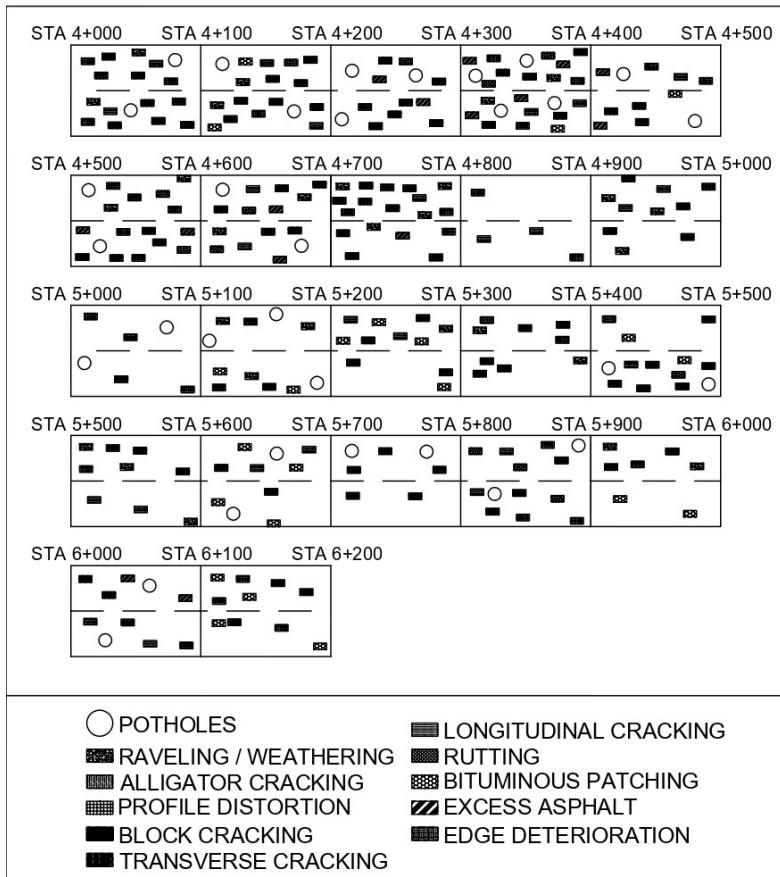 STA 4+000 STA 4+100 STA 4+200 STA 4+300 STA 4+400 STA 4+500
STA 4+500 STA 4+600 STA 4+700 STA 4+800 STA 4+900 STA 5+000
STA 5+000 STA 5+100 STA 5+200 STA 5+300 STA 5+400 STA 5+500
STA 5+500 STA 5+600 STA 5+700 STA 5+800 STA 5+900 STA 6+000
STA 6+000 STA 6+100 STA 6+200
POTHOLES
RAVELING / WEATHERING
ALLIGATOR CRACKING
PROFILE DISTORTION
BLOCK CRACKING
TRANSVERSE CRACKING
LONGITUDINAL CRACKING
RUTTING
BITUMINOUS PATCHING
EXCESS ASPHALT
EDGE DETERIORATION